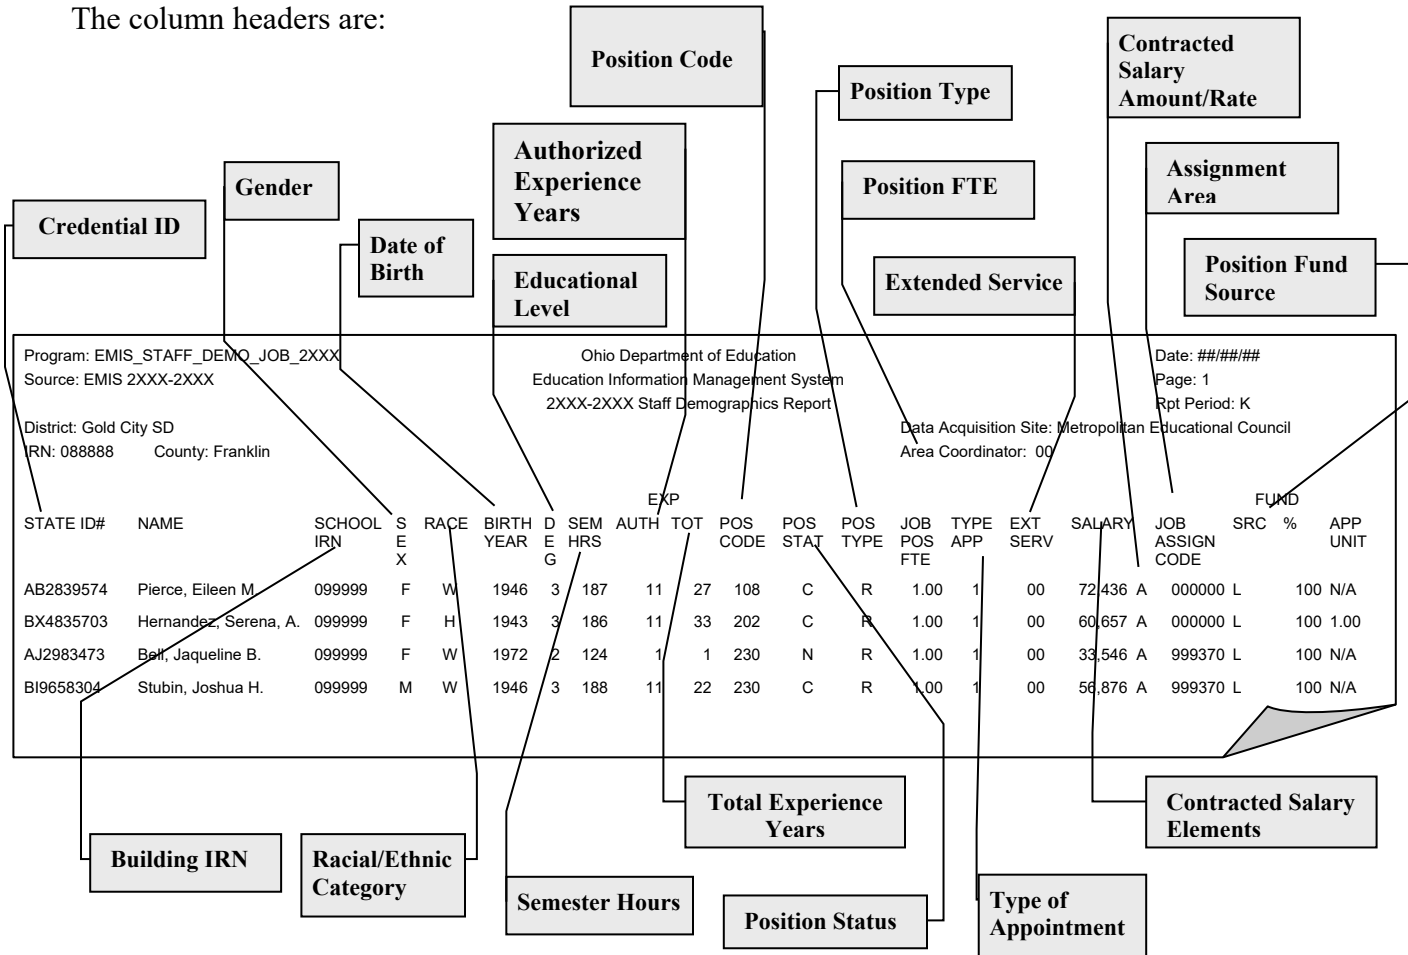 The column headers are:
Position Code
Contracted
Salary
Amount/Rate
Position Type
Authorized
Experience
Years
Assignment
Area
Gender
Position FTE
Credential ID
Date of
Birth
Position Fund
Source
Educational
Level
Extended Service
Program: EMIS_STAFF_DEMO_JOB_2XXX Ohio Department of Education Date: ##/##/##
Source: EMIS 2XXX-2XXX Education Information Management System Page: 1
2XXX-2XXX Staff Demographics Report Rpt Period: K
District: Gold City SD Data Acquisition Site: Metropolitan Educational Council
IRN: 088888 County: Franklin Area Coordinator: 00
EXP FUND
STATE ID# NAME SCHOOL S RACE BIRTH D SEM AUTH TOT POS POS POS JOB TYPE EXT SALARY JOB SRC % APP
IRN E YEAR E HRS CODE STAT TYPE POS APP SERV ASSIGN UNIT
X G FTE CODE
AB2839574 Pierce, Eileen M. 099999 F W 1946 3 187 11 27 108 C R 1.00 1 00 72,436 A 000000 L 100 N/A
BX4835703 Hernandez, Serena, A. 099999 F H 1943 3 186 11 33 202 C R 1.00 1 00 60,657 A 000000 L 100 1.00
AJ2983473 Bell, Jaqueline B. 099999 F W 1972 2 124 1 1 230 N R 1.00 1 00 33,546 A 999370 L 100 N/A
BI9658304 Stubin, Joshua H. 099999 M W 1946 3 188 11 22 230 C R 1.00 1 00 56,876 A 999370 L 100 N/A
Total Experience
Years
Contracted Salary
Elements
Building IRN
Racial/Ethnic
Category
Semester Hours
Position Status
Type of
Appointment